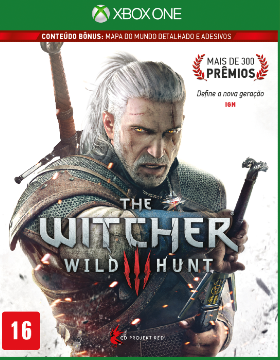 XBOX ONE
CONTEÚDO BÔNUS: MAPA DO MUNDO DETALHADO E ADESIVOS
MAIS DE 300
PRÊMIOS
Define a nova geração
IGN
THE
WITCHER
III
WILD HUNT
16
CD PROJEKT RED